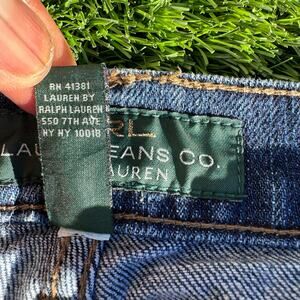 RN 41381
LAUREN BY
RALPH LAUREN
550 7TH AVE
NY NY 10018
RL
LAU EANS CO.
AUREN